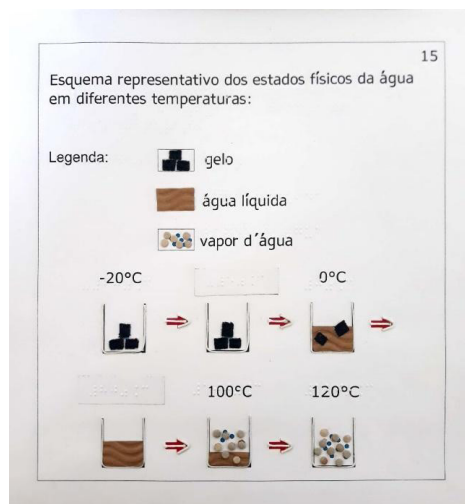 15
Esquema representativo dos estados físicos da água
em diferentes temperaturas:
Legenda:
gelo
água líquida
vapor d´água
-20°C
0°C
100°C
120°C